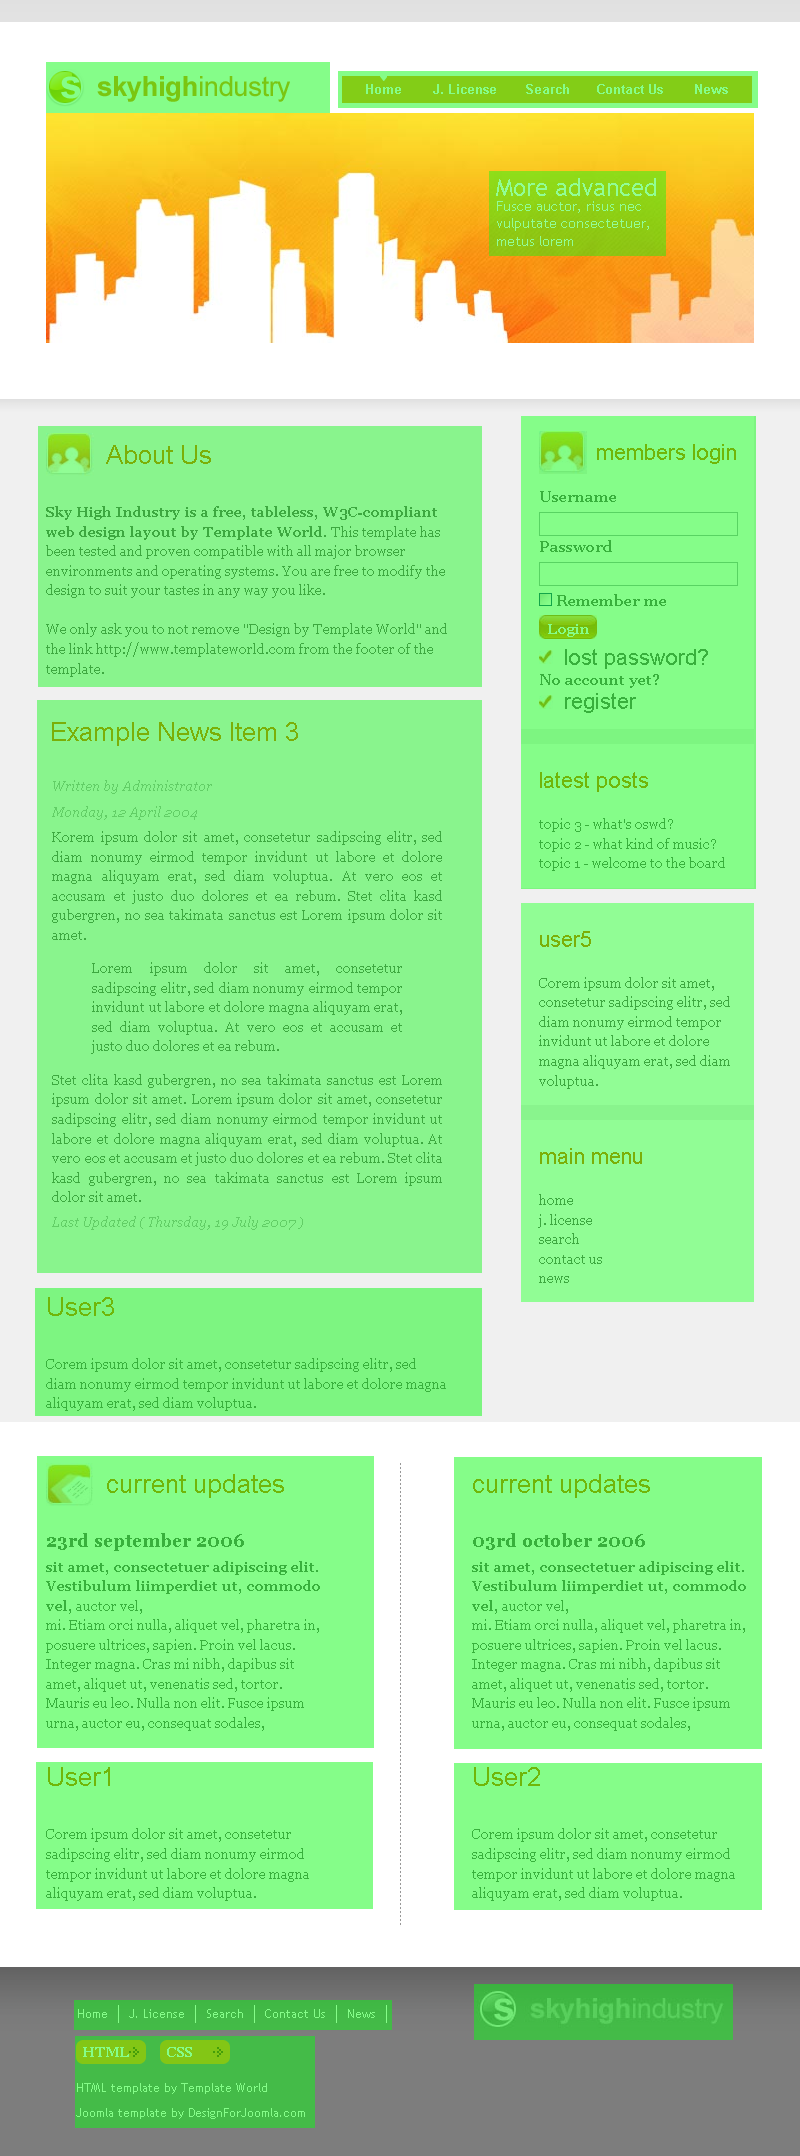 skyhighindustry
Home J. License Search Contact Us News
More advanced
Fusce auctor, risus nec
vulputate consectetuer,
metus lorem
About Us
Sky High Industry is a free, tableless, W3C-compliant
web design layout by Template World. This template has
been tested and proven compatible with all major browser
environments and operating systems. You are free to modify the
design to suit your tastes in any way you like.
We only ask you to not remove "Design by Template World" and
the link http://www.templateworld.com from the footer of the
template.
Example News Item 3
Written by Administrator
Monday, 12 April 2004
Korem ipsum dolor sit amet, consetetur sadipscing elitr, sed
diam nonumy eirmod tempor invidunt ut labore et dolore
magna aliquyam erat, sed diam voluptua. At vero eos et
accusam et justo duo dolores et ea rebum. Stet clita kasd
gubergren, no sea takimata sanctus est Lorem ipsum dolor sit
amet.
Lorem ipsum dolor sit amet, consetetur
sadipscing elitr, sed diam nonumy eirmod tempor
invidunt ut labore et dolore magna aliquyam erat,
sed diam voluptua. At vero eos et accusam et
justo duo dolores et ea rebum.
Stet clita kasd gubergren, no sea takimata sanctus est Lorem
ipsum dolor sit amet. Lorem ipsum dolor sit amet, consetetur
sadipscing elitr, sed diam nonumy eirmod tempor invidunt ut
labore et dolore magna aliquyam erat, sed diam voluptua. At
vero eos et accusam et justo duo dolores et ea rebum. Stet clita
kasd gubergren, no sea takimata sanctus est Lorem ipsum
dolor sit amet.
Last Updated ( Thursday, 19 July 2007 )
User3
Corem ipsum dolor sit amet, consetetur sadipscing elitr, sed
diam nonumy eirmod tempor invidunt ut labore et dolore magna
aliquyam erat, sed diam voluptua.
members login
Username
Password
Remember me
Login
lost password?
No account yet?
register
latest posts
topic 3 - what's oswd?
topic 2 - what kind of music?
topic 1 - welcome to the board
user5
Corem ipsum dolor sit amet,
consetetur sadipscing elitr, sed
diam nonumy eirmod tempor
invidunt ut labore et dolore
magna aliquyam erat, sed diam
voluptua.
main menu
home
j. license
search
contact us
news
current updates
23rd september 2006
sit amet, consectetuer adipiscing elit.
Vestibulum liimperdiet ut, commodo
vel, auctor vel,
mi. Etiam orci nulla, aliquet vel, pharetra in,
posuere ultrices, sapien. Proin vel lacus.
Integer magna. Cras mi nibh, dapibus sit
amet, aliquet ut, venenatis sed, tortor.
Mauris eu leo. Nulla non elit. Fusce ipsum
urna, auctor eu, consequat sodales,
User1
Corem ipsum dolor sit amet, consetetur
sadipscing elitr, sed diam nonumy eirmod
tempor invidunt ut labore et dolore magna
aliquyam erat, sed diam voluptua.
current updates
03rd october 2006
sit amet, consectetuer adipiscing elit.
Vestibulum liimperdiet ut, commodo
vel, auctor vel,
mi. Etiam orci nulla, aliquet vel, pharetra in,
posuere ultrices, sapien. Proin vel lacus.
Integer magna. Cras mi nibh, dapibus sit
amet, aliquet ut, venenatis sed, tortor.
Mauris eu leo. Nulla non elit. Fusce ipsum
urna, auctor eu, consequat sodales,
User2
Corem ipsum dolor sit amet, consetetur
sadipscing elitr, sed diam nonumy eirmod
tempor invidunt ut labore et dolore magna
aliquyam erat, sed diam voluptua.
Home J. License Search Contact Us News
HTML CSS
HTML template by Template World
Joomla template by DesignForJoomla.com
skyhighindustry